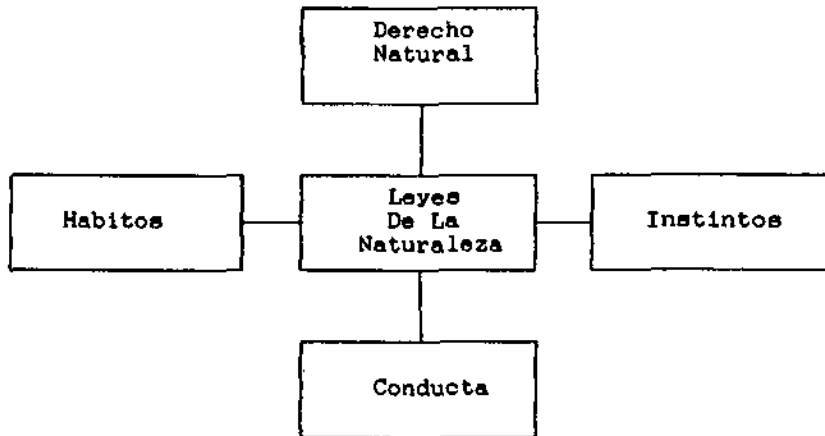 Derecho
Natural
Habitos
Leyes
De La
Naturaleza
Instintos
Conducta